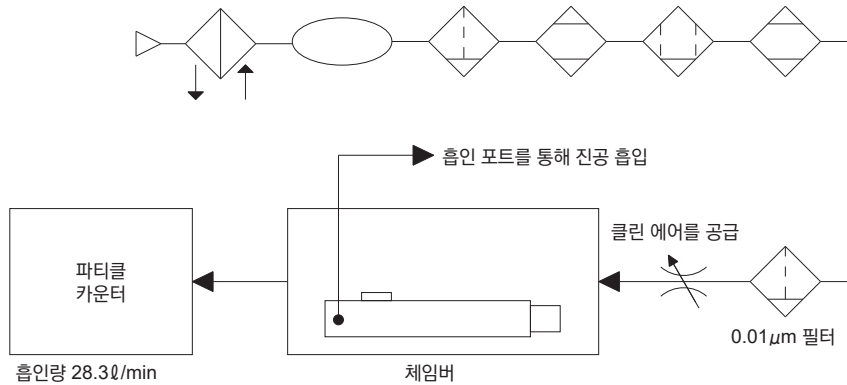 흡인 포트를 통해 진공 흡입
클린 에어를 공급
파티클
카운터
0.01μm 필터
흡인량 28.3ℓ/min
체임버